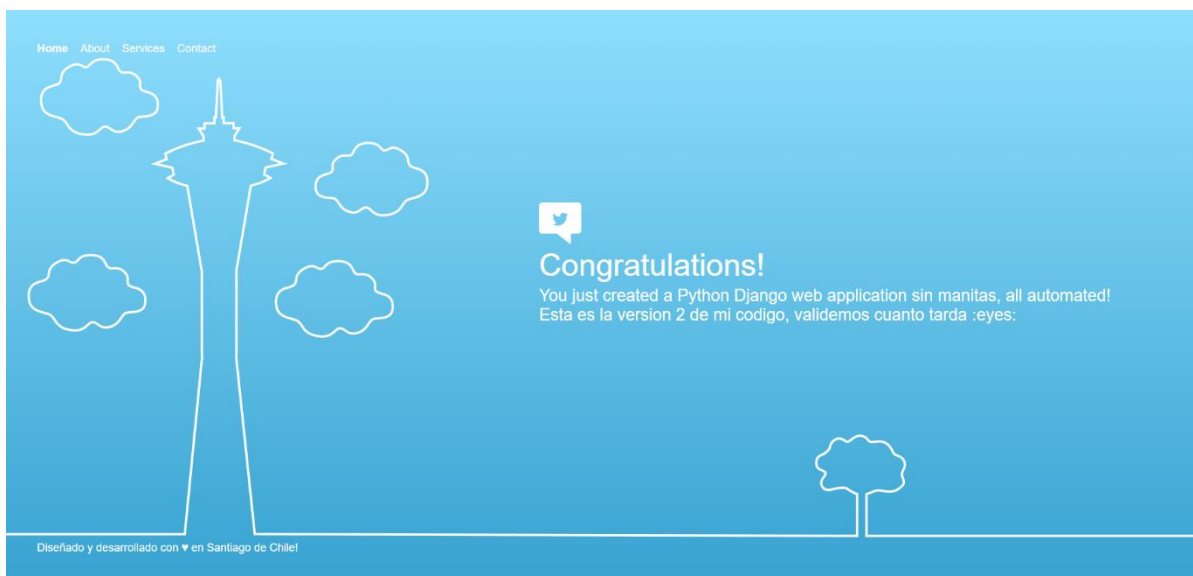 Home About Services Contact
Congratulations!
You just created a Python Django web application sin manitas, all automated!
Esta es la version 2 de mi codigo, validemos cuanto tarda :eyes:
Diseñado y desarrollado con ♥ en Santiago de Chile!